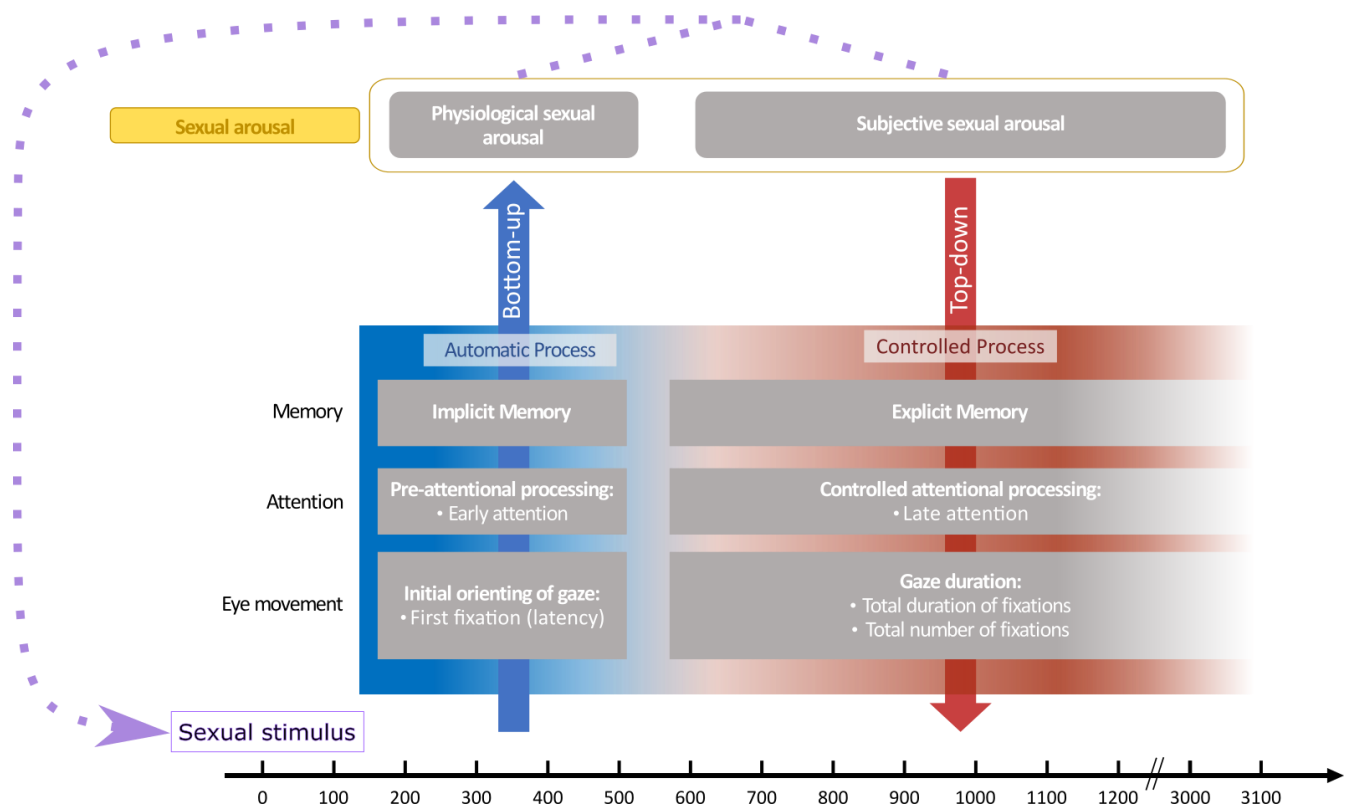 Sexual arousal
Physiological sexual
arousal
Subjective sexual arousal
Bottom-up
Top-down
Automatic Process
Controlled Process
Memory
Implicit Memory
Explicit Memory
Attention
Pre-attentional processing:
• Early attention
Controlled attentional processing:
• Late attention
Eye movement
Initial orienting of gaze:
• First fixation (latency)
Gaze duration:
• Total duration of fixations
• Total number of fixations
Sexual stimulus
0 100 200 300 400 500 600 700 800 900 1000 1100 1200 3000 3100